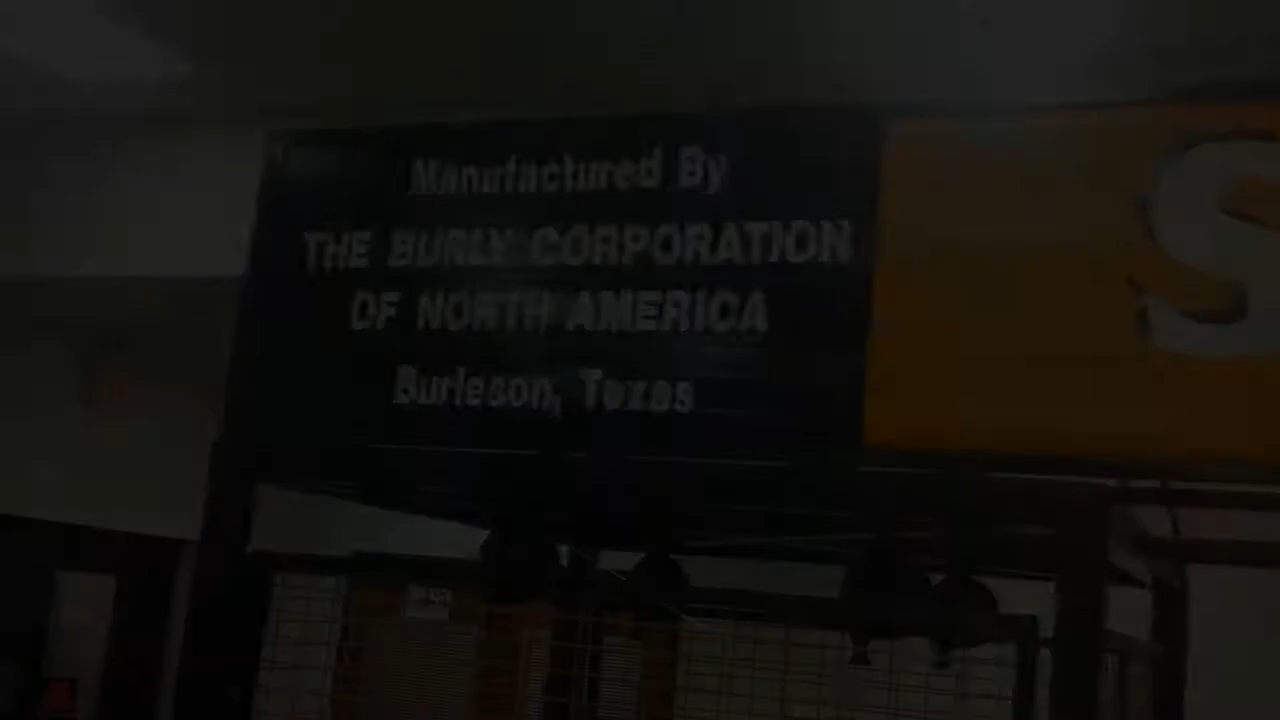 Manufactured By
THE BURLY CORPORATION
OF NORTH AMERICA
Burleson, Texas
S